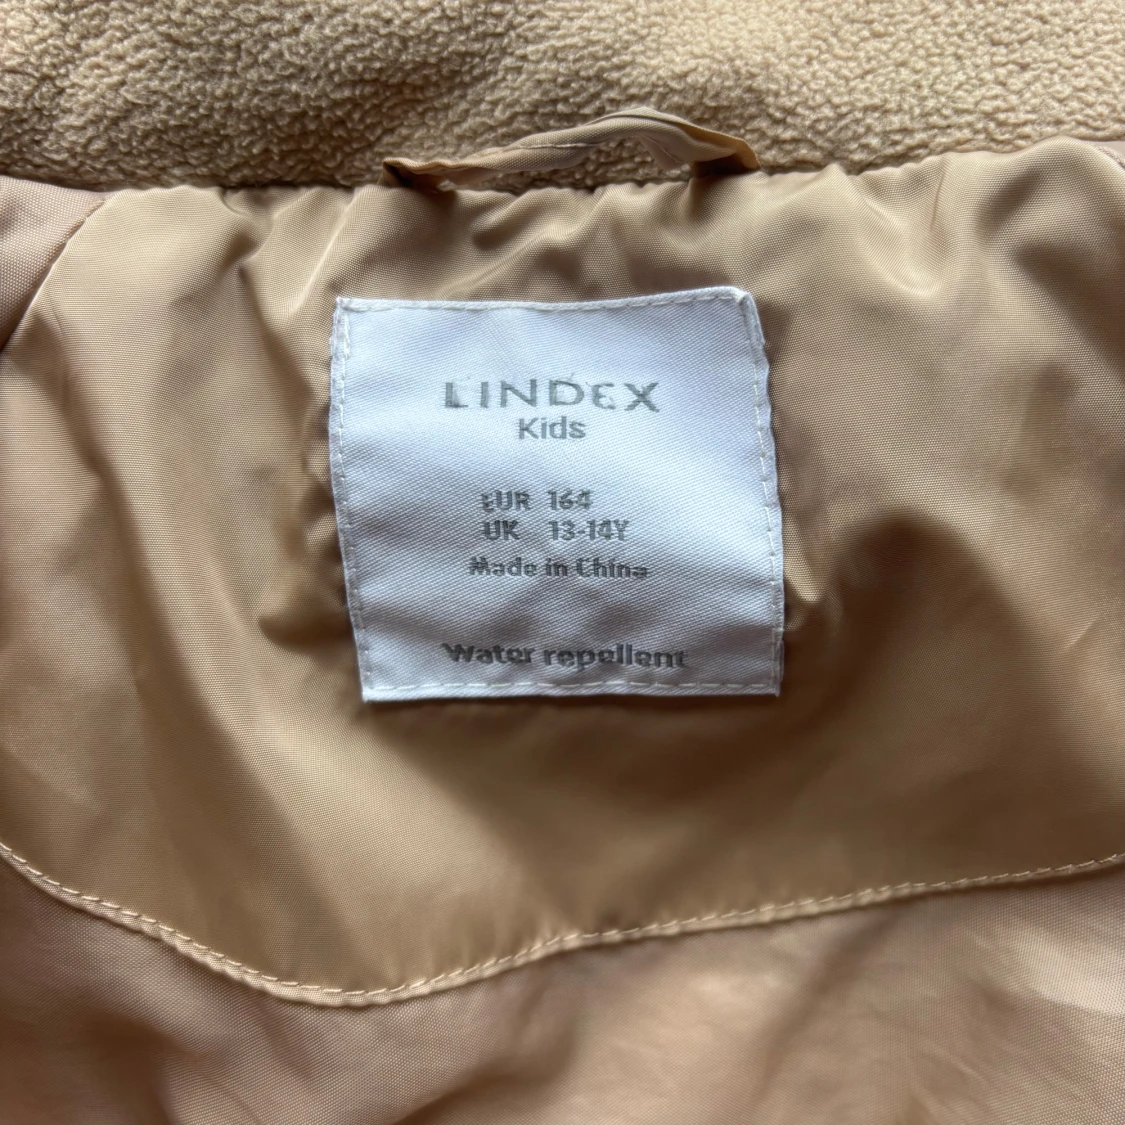 LINDEX
Kids
EUR 164
UK 13-14Y
Made in China
Water repellent